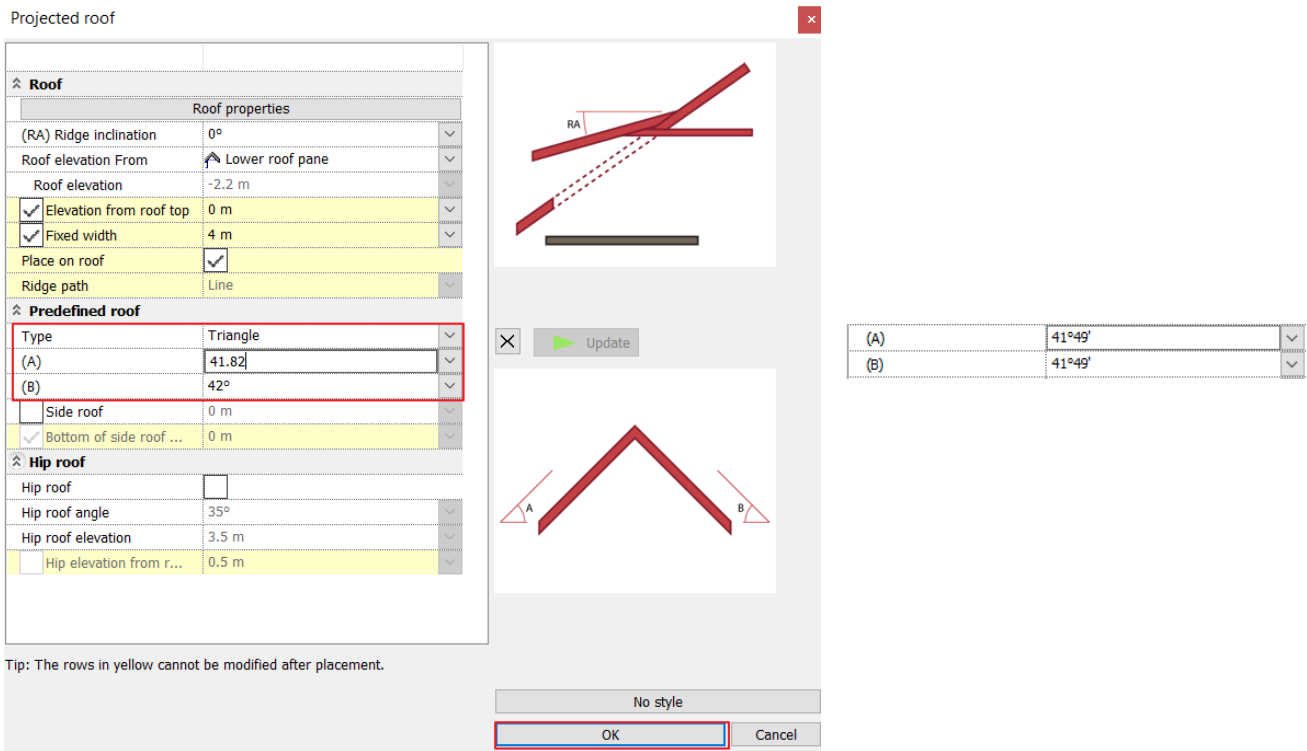 Projected roof
Roof
Roof properties
(RA) Ridge inclination 0°
Roof elevation From Lower roof pane
Roof elevation -2.2 m
Elevation from roof top 0 m
Fixed width 4 m
Place on roof
Ridge path Line
Predefined roof
Type Triangle
(A) 41.82
(B) 42°
Side roof 0 m
Bottom of side roof ... 0 m
Hip roof
Hip roof
Hip roof angle 35°
Hip roof elevation 3.5 m
Hip elevation from r... 0.5 m
Tip: The rows in yellow cannot be modified after placement.
RA
Update
A B
No style
OK Cancel
(A) 41°49'
(B) 41°49'